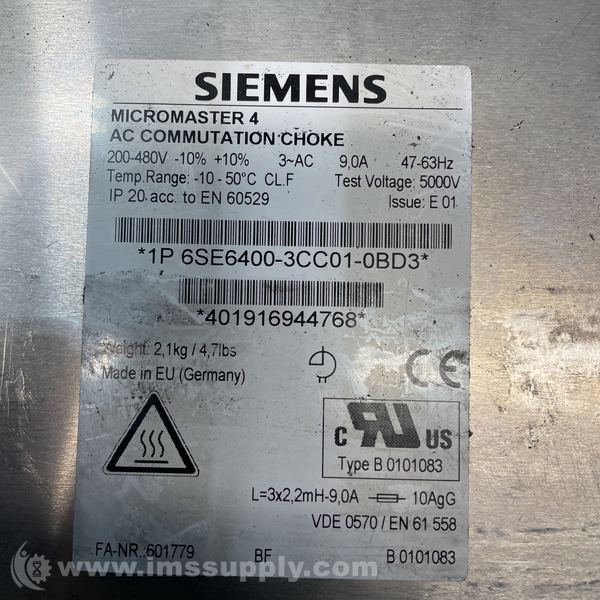 SIEMENS
MICROMASTER 4
AC COMMUTATION CHOKE
200-480V -10% +10% 3~AC 9,0A 47-63Hz
Temp.Range: -10 - 50°C CL.F Test Voltage: 5000V
IP 20 acc. to EN 60529 Issue: E 01
*1P 6SE6400-3CC01-0BD3*
*401916944768*
Weight: 2,1kg / 4,7lbs
Made in EU (Germany)
CE
C RU US
Type B 0101083
L=3x2,2mH-9,0A 10AgG
VDE 0570 / EN 61 558
FA-NR.:601779 BF B 0101083
www.imssupply.com